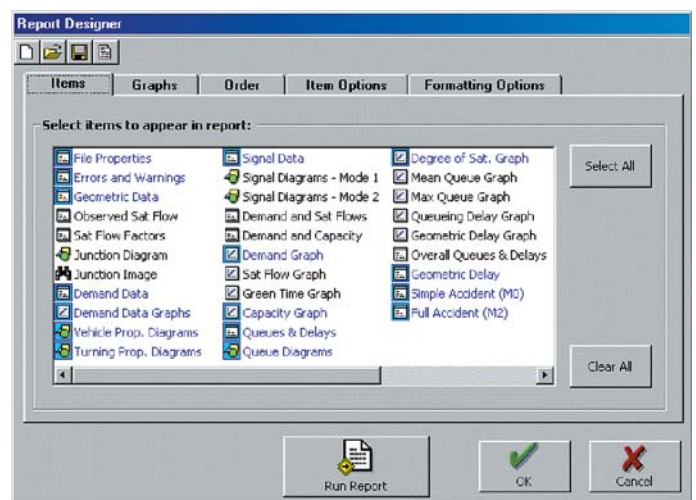 Report Designer
Items Graphs Order Item Options Formatting Options
Select items to appear in report:
File Properties
Errors and Warnings
Geometric Data
Observed Sat Flow
Sat Flow Factors
Junction Diagram
Junction Image
Demand Data
Demand Data Graphs
Vehicle Prop. Diagrams
Turning Prop. Diagrams
Signal Data
Signal Diagrams - Mode 1
Signal Diagrams - Mode 2
Demand and Sat Flows
Demand and Capacity
Demand Graph
Sat Flow Graph
Green Time Graph
Capacity Graph
Queues & Delays
Queue Diagrams
Degree of Sat. Graph
Mean Queue Graph
Max Queue Graph
Queueing Delay Graph
Geometric Delay Graph
Overall Queues & Delays
Geometric Delay
Simple Accident (M0)
Full Accident (M2)
Select All
Clear All
Run Report
OK
Cancel